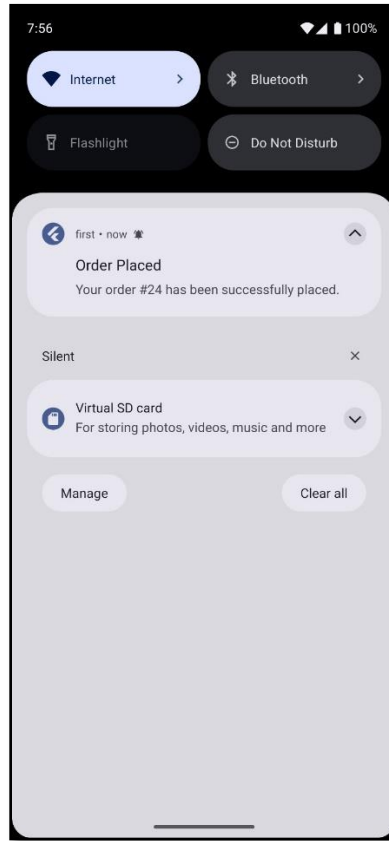 7:56
100%
Internet
Bluetooth
Flashlight
Do Not Disturb
first • now
Order Placed
Your order #24 has been successfully placed.
Silent
Virtual SD card
For storing photos, videos, music and more
Manage
Clear all